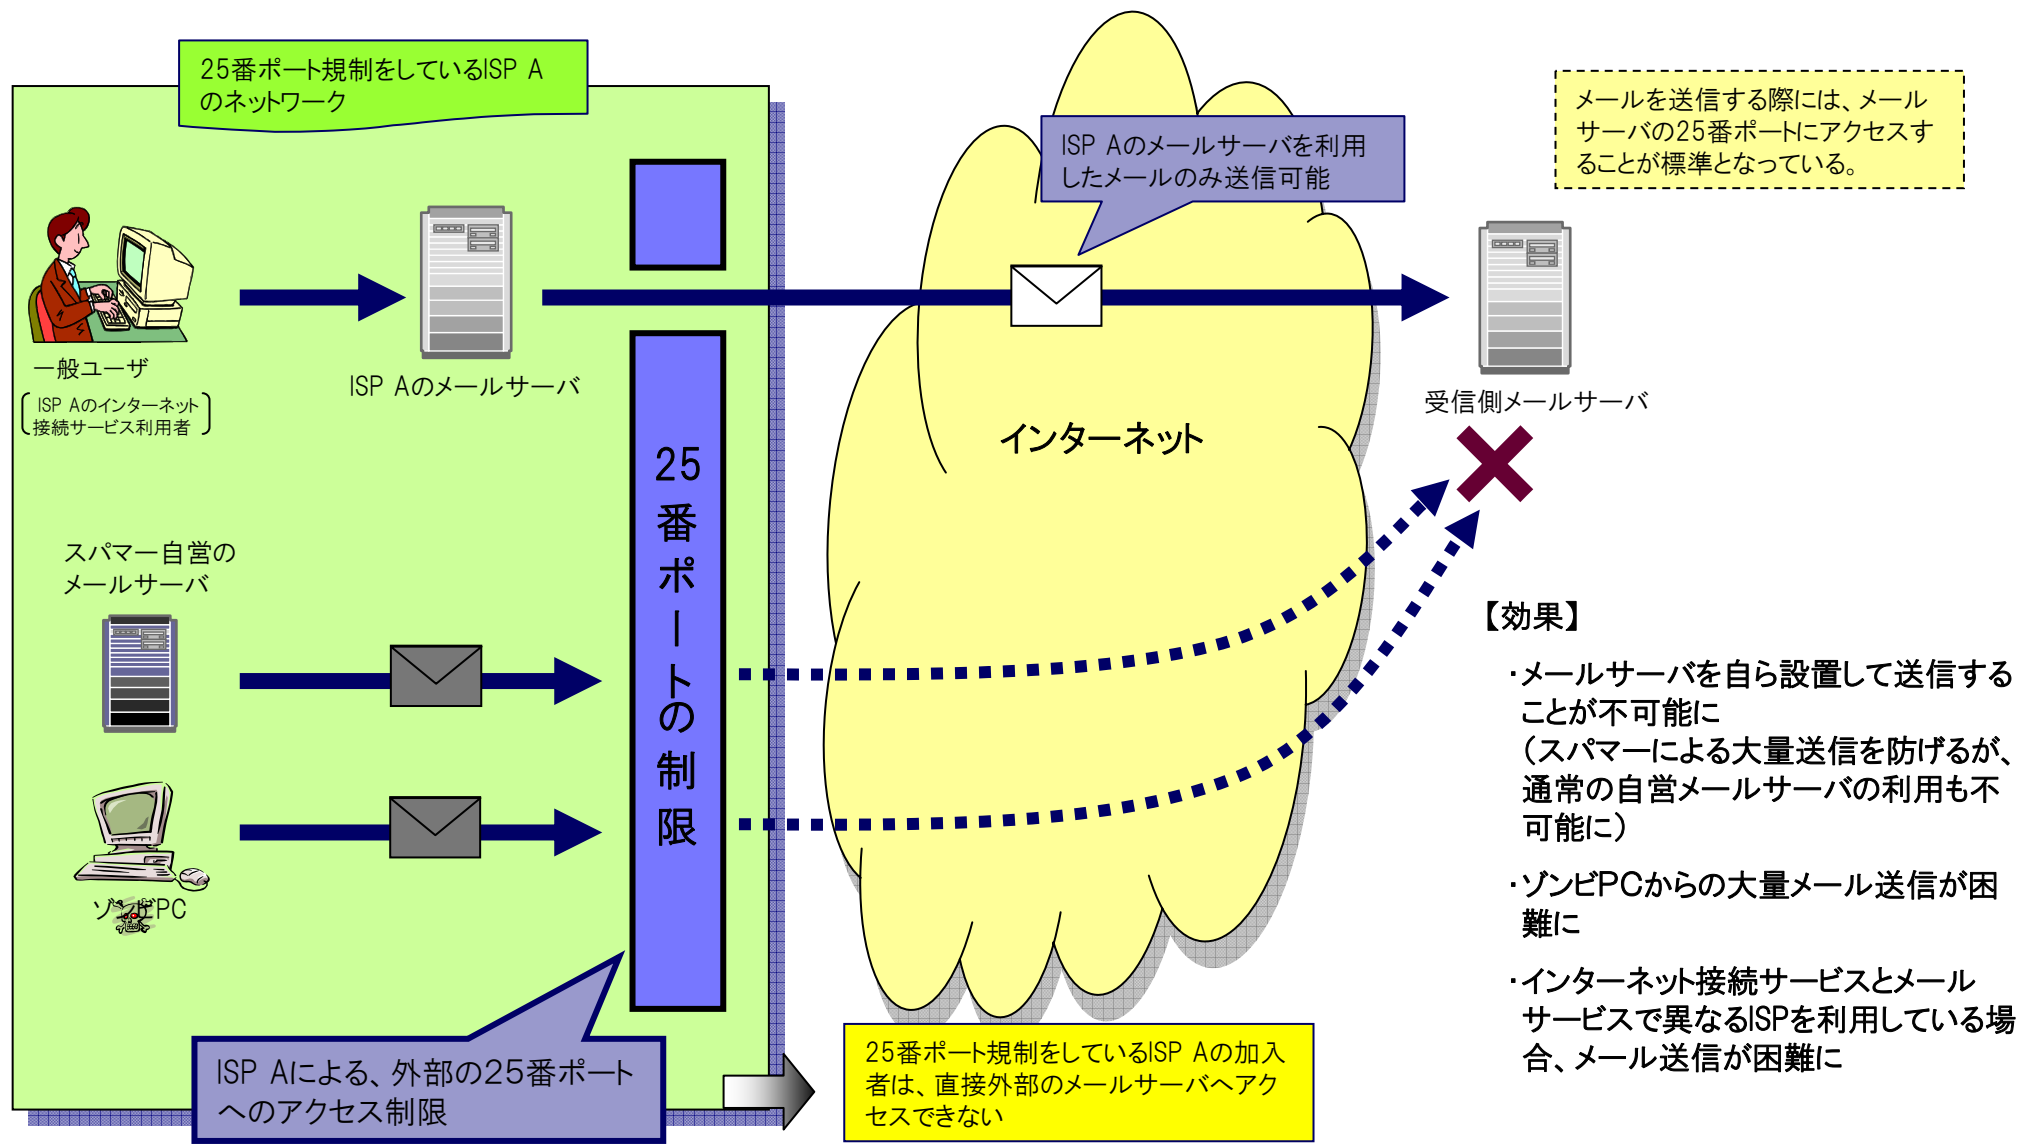 25番ポート規制をしているISP A
のネットワーク
メールを送信する際には、メール
サーバの25番ポートにアクセスす
ることが標準となっている。
ISP Aのメールサーバを利用
したメールのみ送信可能
一般ユーザ
ISP Aのインターネット
接続サービス利用者
ISP Aのメールサーバ
受信側メールサーバ
インターネット
25番ポートの制限
スパマー自営の
メールサーバ
ゾンビPC
【効果】
・メールサーバを自ら設置して送信する
ことが不可能に
（スパマーによる大量送信を防げるが、
通常の自営メールサーバの利用も不
可能に）
・ゾンビPCからの大量メール送信が困
難に
・インターネット接続サービスとメール
サービスで異なるISPを利用している場
合、メール送信が困難に
ISP Aによる、外部の25番ポート
へのアクセス制限
25番ポート規制をしているISP Aの加入
者は、直接外部のメールサーバへアク
セスできない